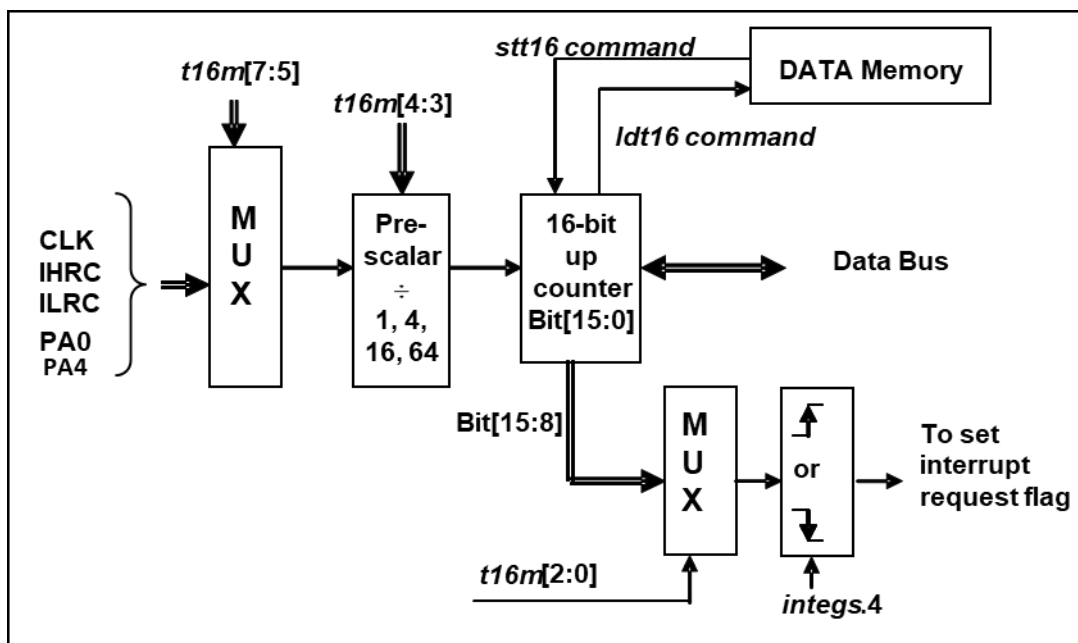 stt16 command
DATA Memory
t16m[7:5]
t16m[4:3]
ldt16 command
CLK
IHRC
ILRC
PA0
PA4
M
U
X
Pre-
scalar
÷
1, 4,
16, 64
16-bit
up
counter
Bit[15:0]
Data Bus
Bit[15:8]
M
U
X
or
To set
interrupt
request flag
t16m[2:0]
integs.4